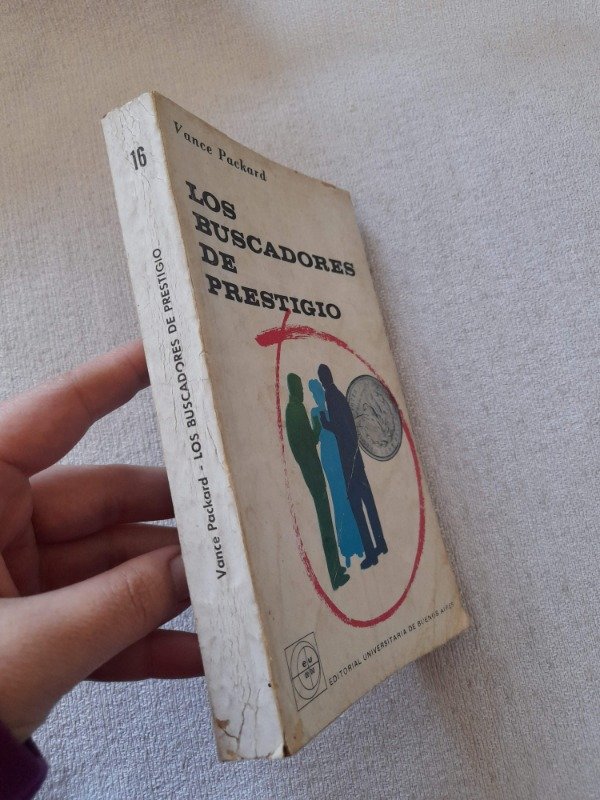 16
Vance Packard - LOS BUSCADORES DE PRESTIGIO
Vance Packard
LOS
BUSCADORES
DE
PRESTIGIO
EDITORIAL UNIVERSITARIA DE BUENOS AIRES